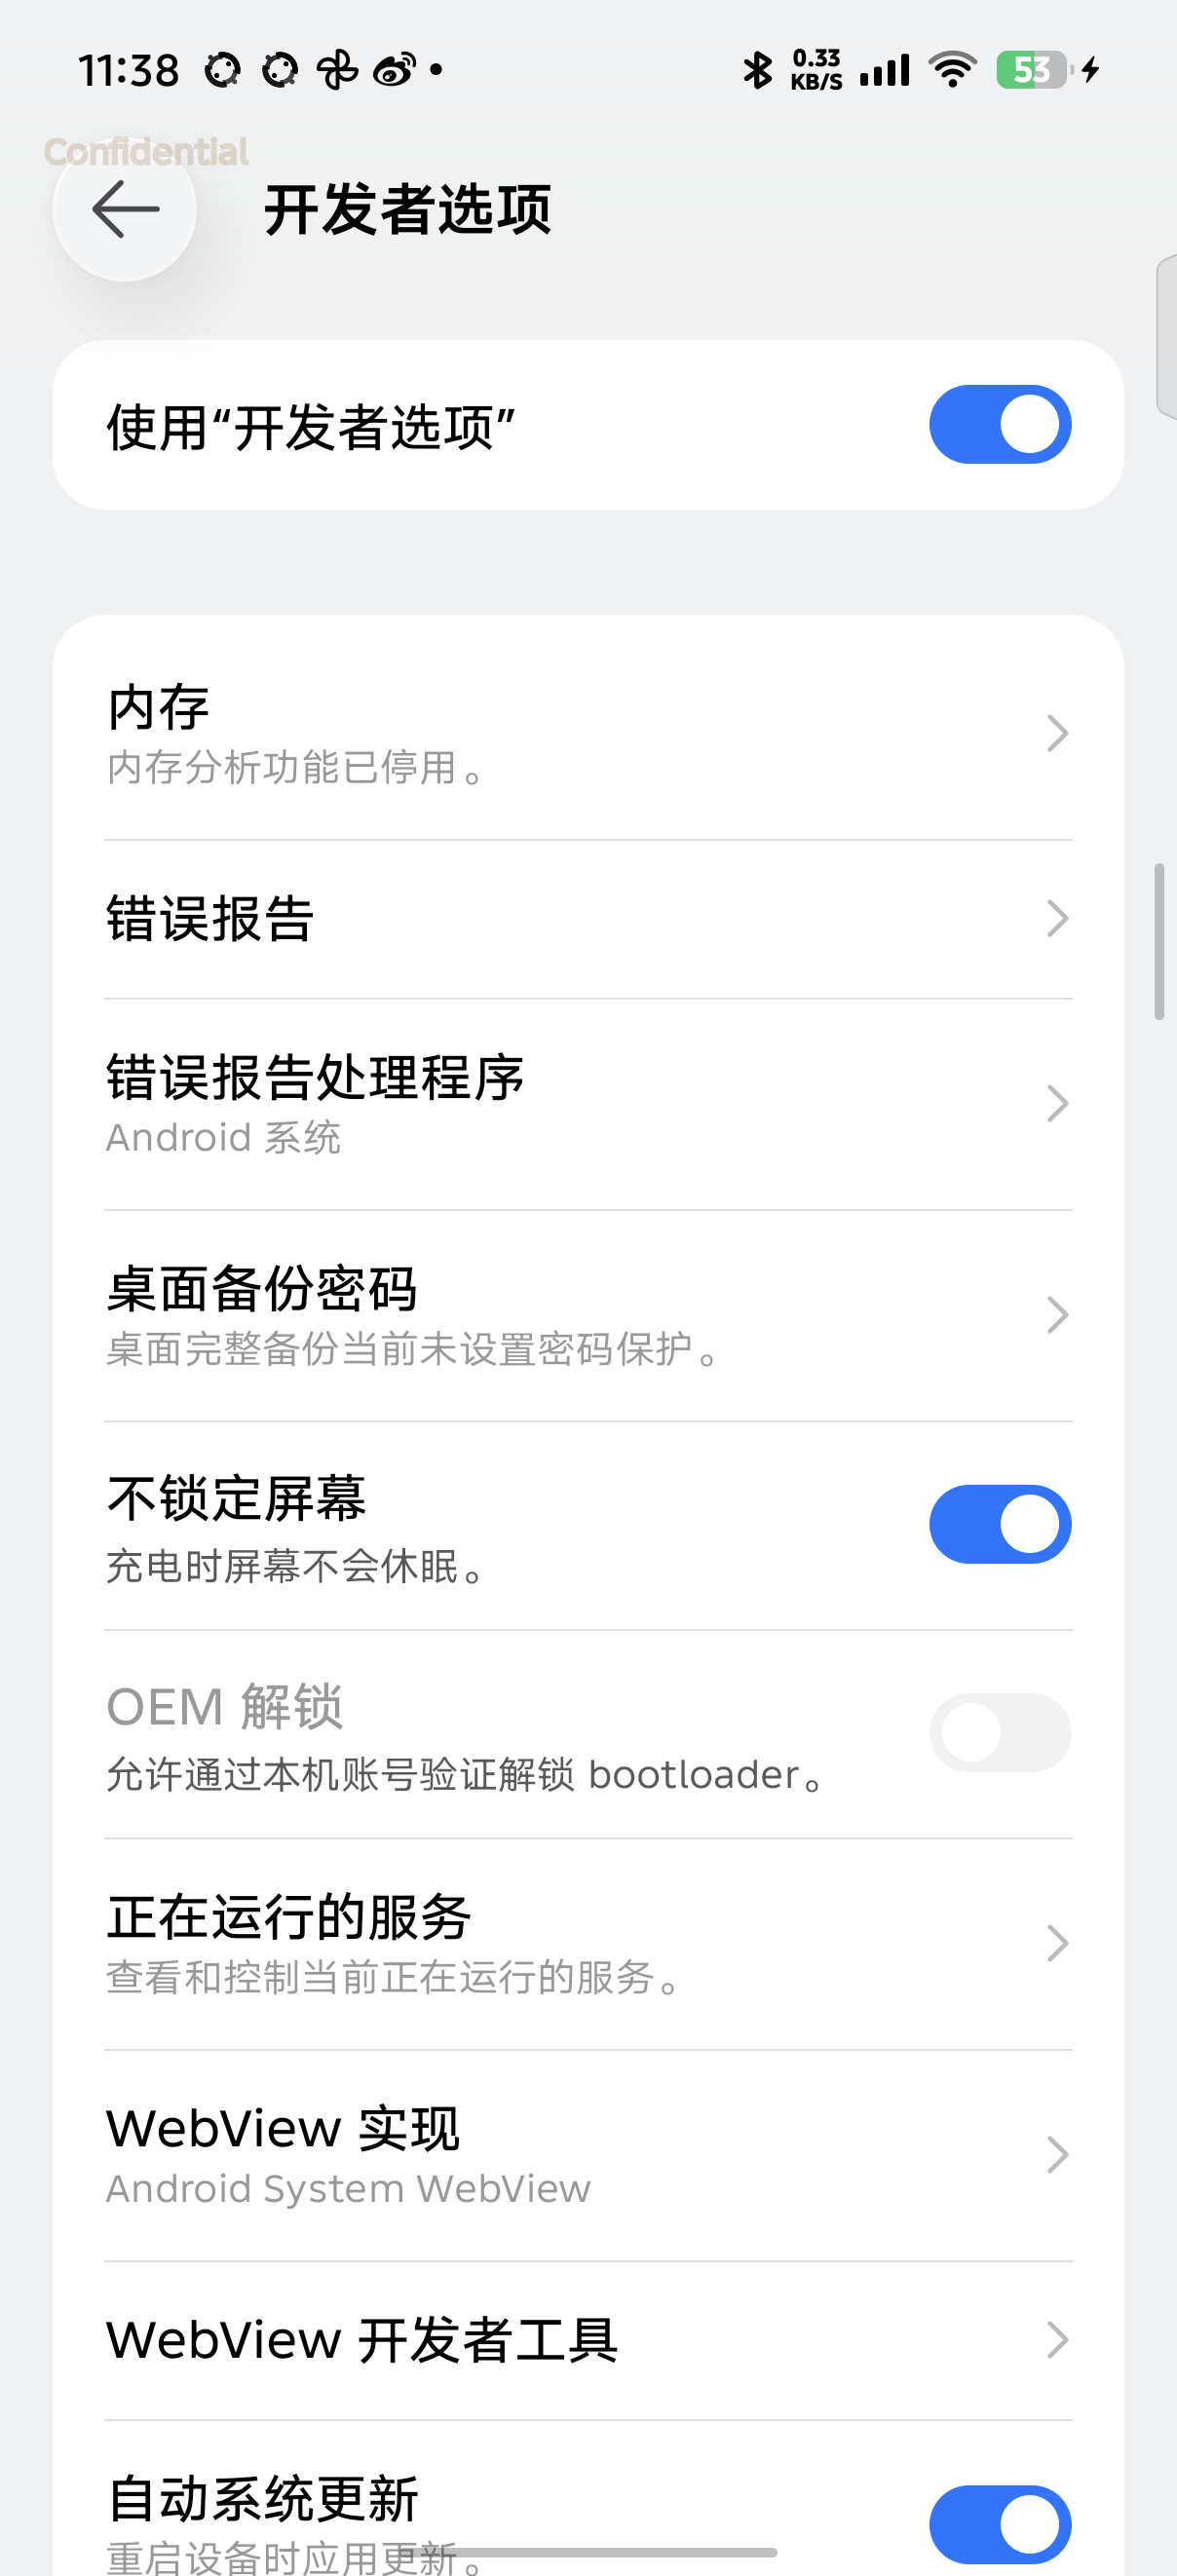 11:38
0.33
KB/S
53
Confidential
开发者选项
使用“开发者选项”
内存
内存分析功能已停用。
错误报告
错误报告处理程序
Android 系统
桌面备份密码
桌面完整备份当前未设置密码保护。
不锁定屏幕
充电时屏幕不会休眠。
OEM 解锁
允许通过本机账号验证解锁 bootloader。
正在运行的服务
查看和控制当前正在运行的服务。
WebView 实现
Android System WebView
WebView 开发者工具
自动系统更新
重启设备时应用更新。